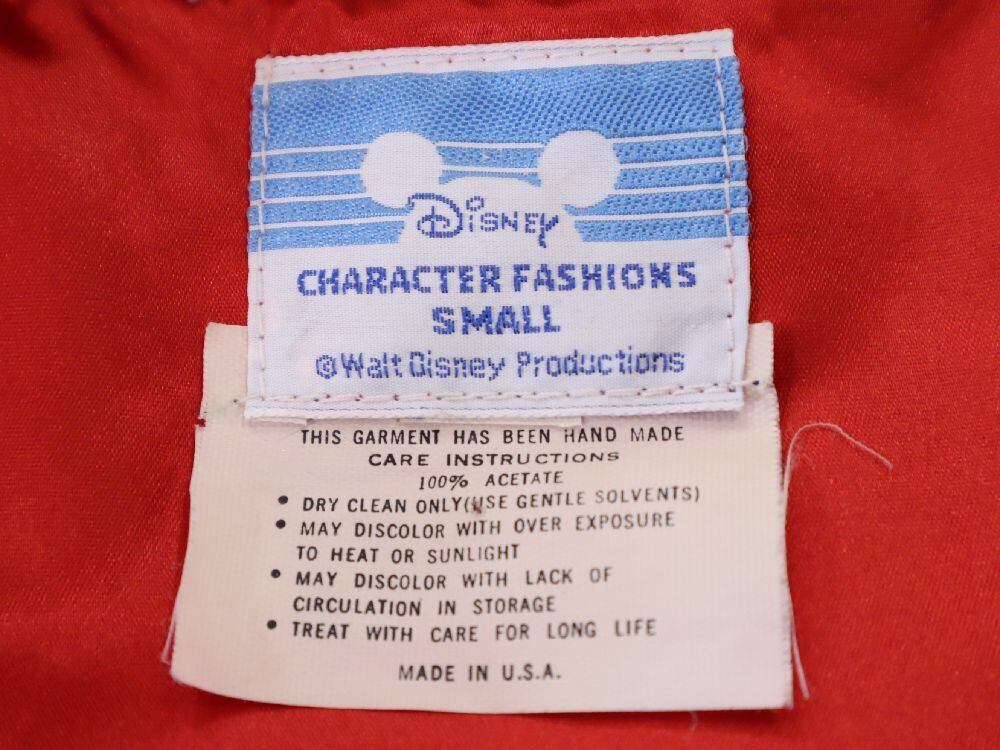 Disney
CHARACTER FASHIONS
SMALL
©Walt Disney Productions
THIS GARMENT HAS BEEN HAND MADE
CARE INSTRUCTIONS
100% ACETATE
• DRY CLEAN ONLY(USE GENTLE SOLVENTS)
• MAY DISCOLOR WITH OVER EXPOSURE
TO HEAT OR SUNLIGHT
• MAY DISCOLOR WITH LACK OF
CIRCULATION IN STORAGE
• TREAT WITH CARE FOR LONG LIFE
MADE IN U.S.A.